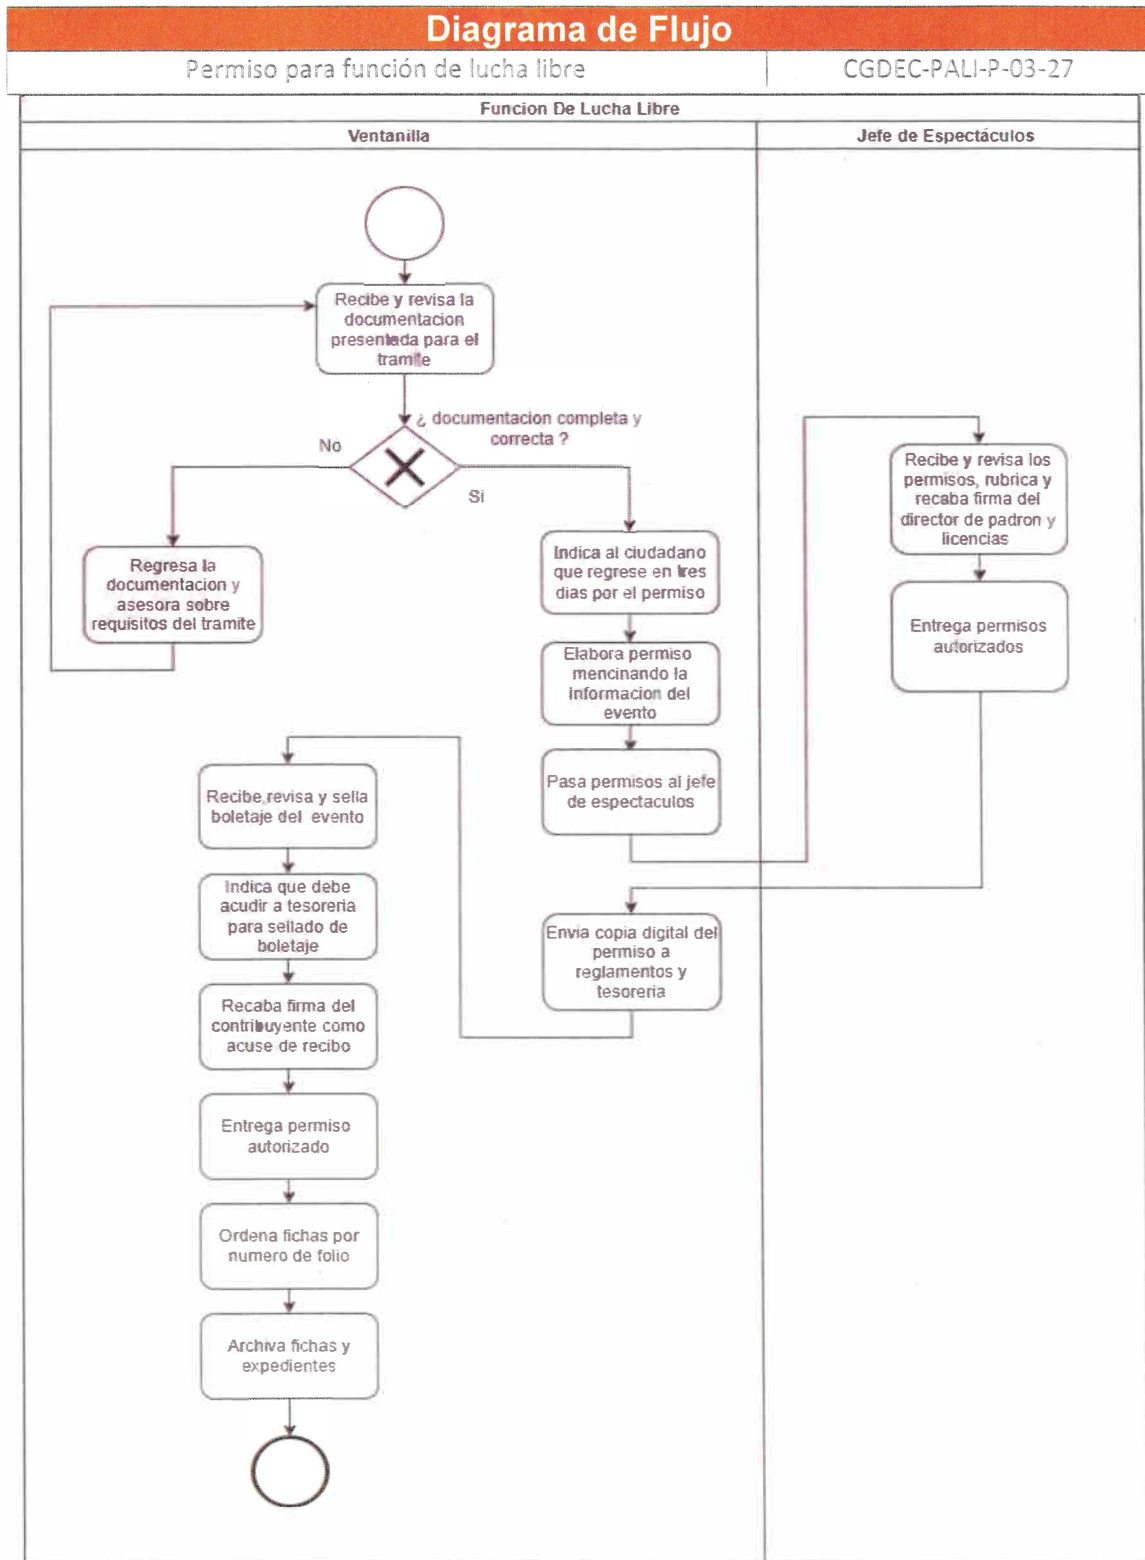 Diagrama de Flujo
Permiso para función de lucha libre
CGDEC-PALI-P-03-27
Funcion De Lucha Libre
Ventanilla
Jefe de Espectáculos
Recibe y revisa la
documentacion
presentada para el
tramite
¿ documentacion completa y
correcta ?
No
Si
Regresa la
documentacion y
asesora sobre
requisitos del tramite
Indica al ciudadano
que regrese en tres
dias por el permiso
Elabora permiso
mencinando la
informacion del
evento
Pasa permisos al jefe
de espectaculos
Recibe y revisa los
permisos, rubrica y
recaba firma del
director de padron y
licencias
Entrega permisos
autorizados
Envia copia digital del
permiso a
reglamentos y
tesoreria
Recibe,revisa y sella
boletaje del evento
Indica que debe
acudir a tesoreria
para sellado de
boletaje
Recaba firma del
contribuyente como
acuse de recibo
Entrega permiso
autorizado
Ordena fichas por
numero de folio
Archiva fichas y
expedientes